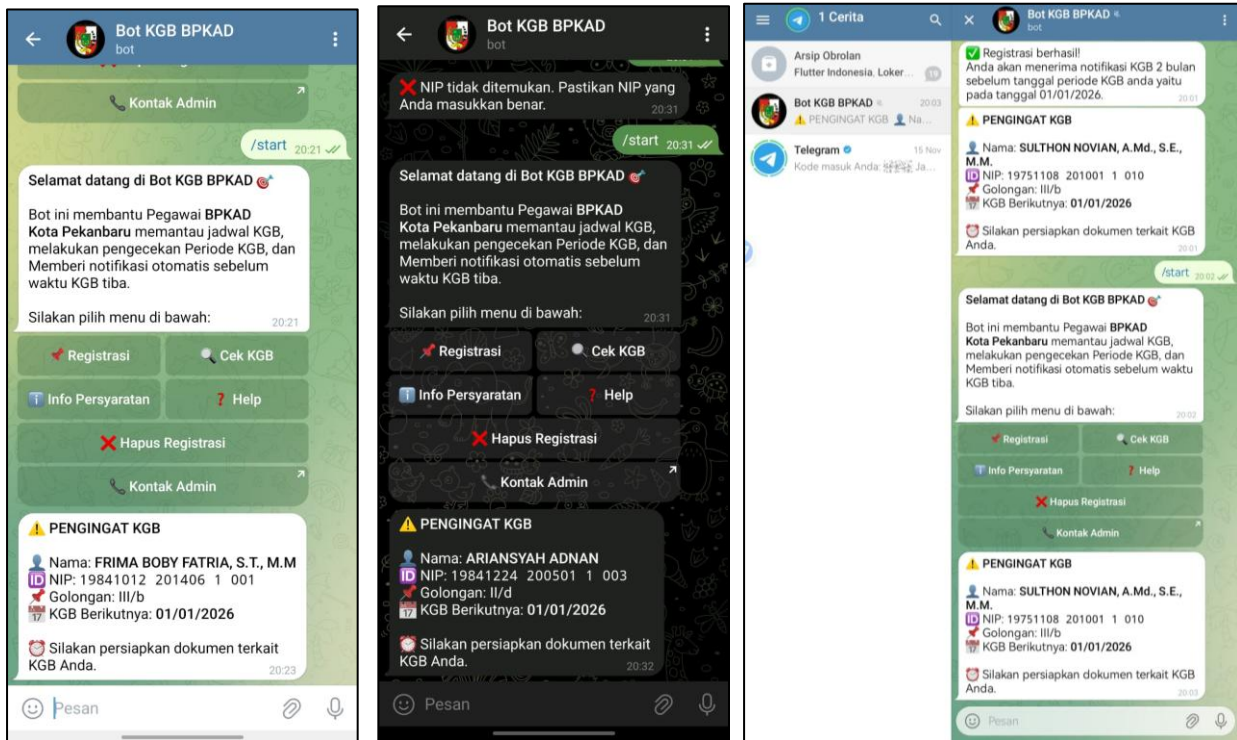 Bot KGB BPKAD
bot
Kontak Admin
/start 20:21
Selamat datang di Bot KGB BPKAD
Bot ini membantu Pegawai BPKAD
Kota Pekanbaru memantau jadwal KGB,
melakukan pengecekan Periode KGB, dan
Memberi notifikasi otomatis sebelum
waktu KGB tiba.
Silakan pilih menu di bawah:
20:21
Registrasi
Cek KGB
Info Persyaratan
Help
Hapus Registrasi
Kontak Admin
PENGINGAT KGB
Nama: FRIMA BOBY FATRIA, S.T., M.M
ID NIP: 19841012 201406 1 001
Golongan: III/b
17 KGB Berikutnya: 01/01/2026
Silakan persiapkan dokumen terkait
KGB Anda.
20:23
Pesan
Bot KGB BPKAD
bot
NIP tidak ditemukan. Pastikan NIP yang
Anda masukkan benar.
20:31
/start 20:31
Selamat datang di Bot KGB BPKAD
Bot ini membantu Pegawai BPKAD
Kota Pekanbaru memantau jadwal KGB,
melakukan pengecekan Periode KGB, dan
Memberi notifikasi otomatis sebelum
waktu KGB tiba.
Silakan pilih menu di bawah:
20:31
Registrasi
Cek KGB
Info Persyaratan
Help
Hapus Registrasi
Kontak Admin
PENGINGAT KGB
Nama: ARIANSYAH ADNAN
ID NIP: 19841224 200501 1 003
Golongan: II/d
17 KGB Berikutnya: 01/01/2026
Silakan persiapkan dokumen terkait
KGB Anda.
20:32
Pesan
1 Cerita
Arsip Obrolan
Flutter Indonesia, Loker...
19
Bot KGB BPKAD
20:03
PENGINGAT KGB Na...
Telegram
15 Nov
Kode masuk Anda: Ja...
Bot KGB BPKAD
bot
Registrasi berhasil!
Anda akan menerima notifikasi KGB 2 bulan
sebelum tanggal periode KGB anda yaitu
pada tanggal 01/01/2026.
20:01
PENGINGAT KGB
Nama: SULTHON NOVIAN, A.Md., S.E.,
M.M.
ID NIP: 19751108 201001 1 010
Golongan: III/b
17 KGB Berikutnya: 01/01/2026
Silakan persiapkan dokumen terkait KGB
Anda.
20:01
/start 20:02
Selamat datang di Bot KGB BPKAD
Bot ini membantu Pegawai BPKAD
Kota Pekanbaru memantau jadwal KGB,
melakukan pengecekan Periode KGB, dan
Memberi notifikasi otomatis sebelum waktu
KGB tiba.
Silakan pilih menu di bawah:
20:02
Registrasi
Cek KGB
Info Persyaratan
Help
Hapus Registrasi
Kontak Admin
PENGINGAT KGB
Nama: SULTHON NOVIAN, A.Md., S.E.,
M.M.
ID NIP: 19751108 201001 1 010
Golongan: III/b
17 KGB Berikutnya: 01/01/2026
Silakan persiapkan dokumen terkait KGB
Anda.
20:03
Pesan